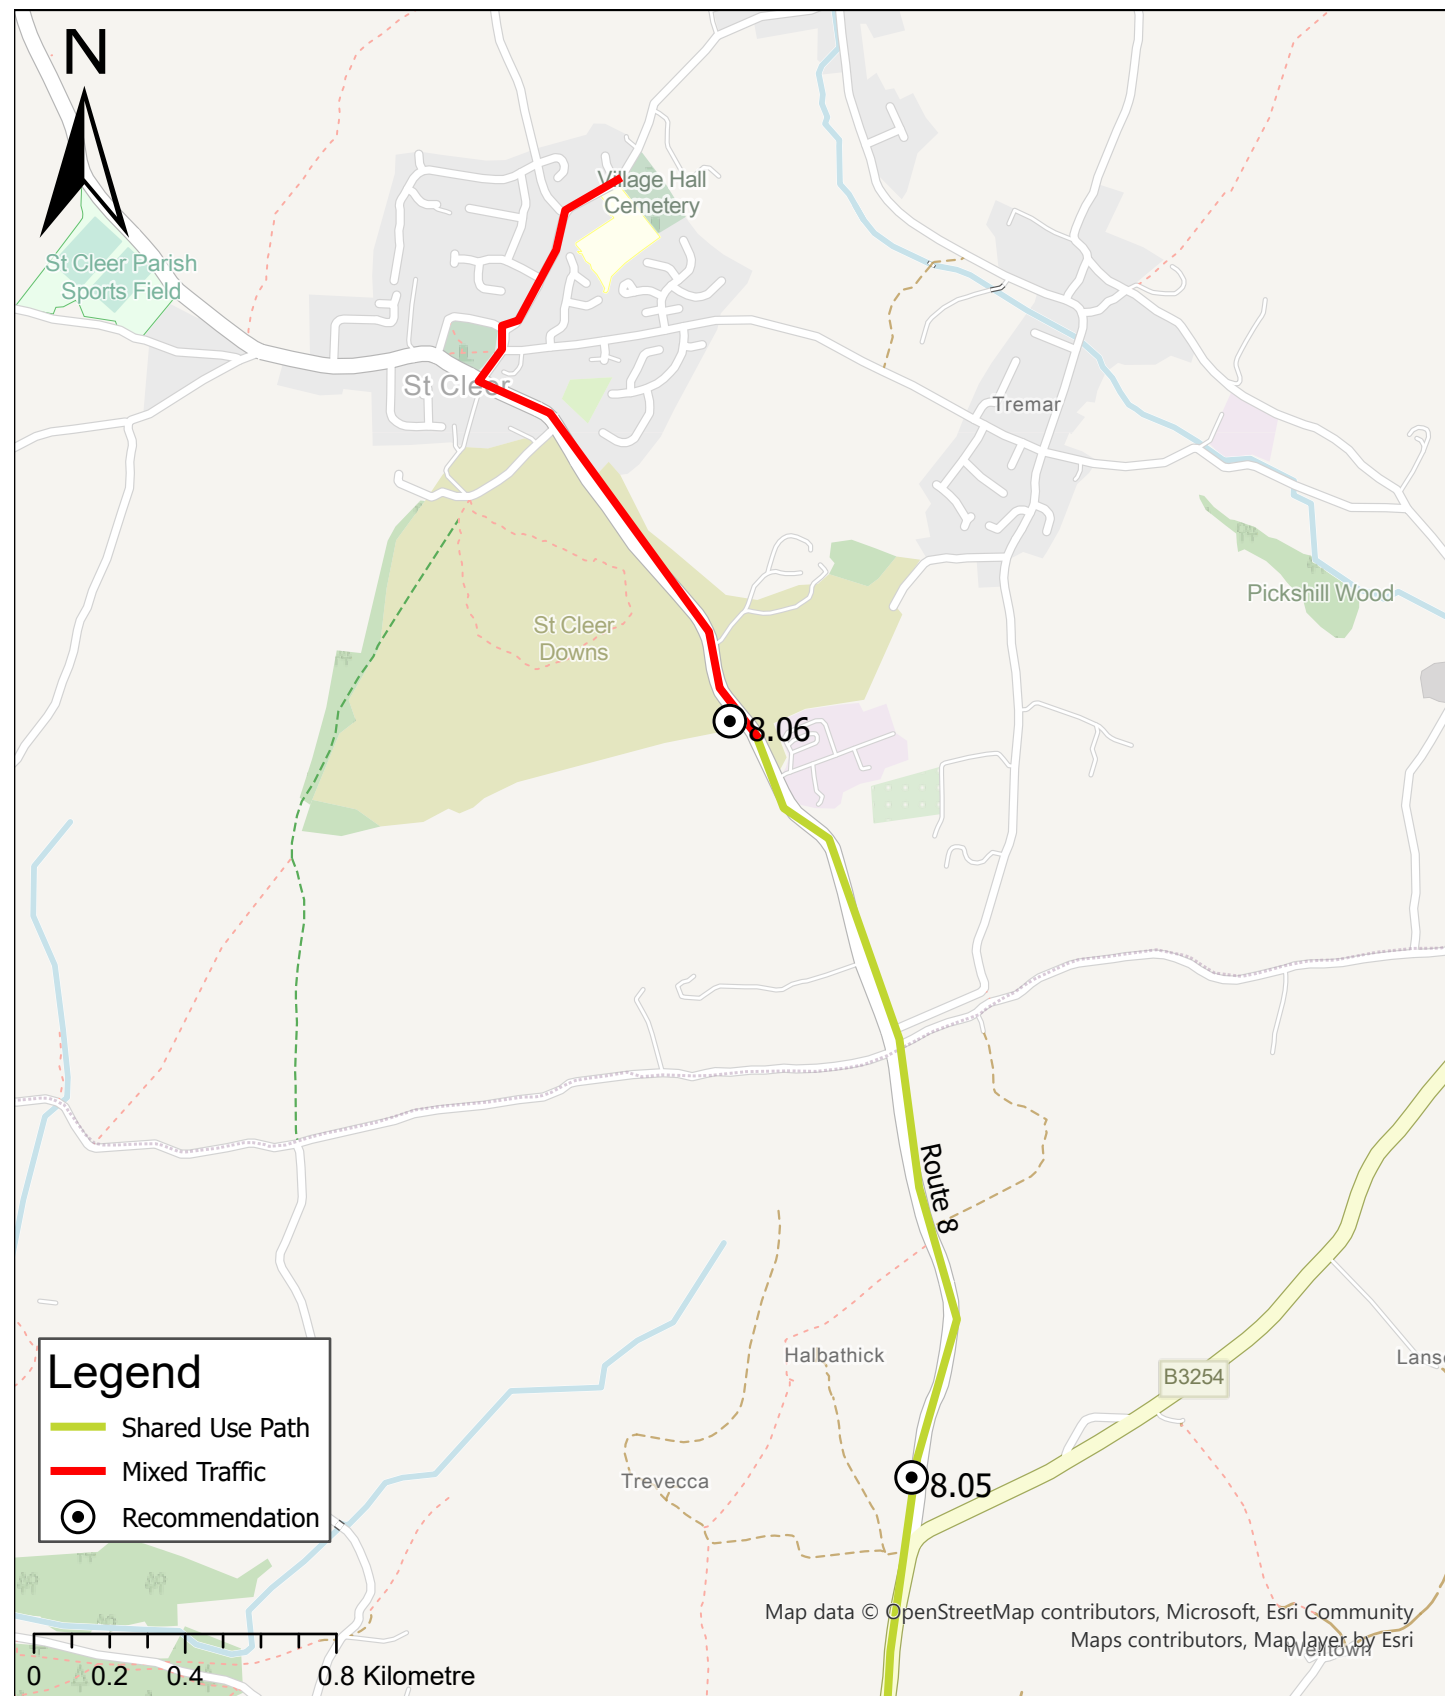 N
Village Hall
Cemetery
St Cleer Parish
Sports Field
St Cleer
Tremar
Pickshill Wood
St Cleer
Downs
8.06
Route 8
Halbathick
B3254
Trevecca
8.05
Legend
Shared Use Path
Mixed Traffic
Recommendation
Map data © OpenStreetMap contributors, Microsoft, Esri Community
Maps contributors, Map layer by Esri
Welltown
0 0.2 0.4 0.8 Kilometre